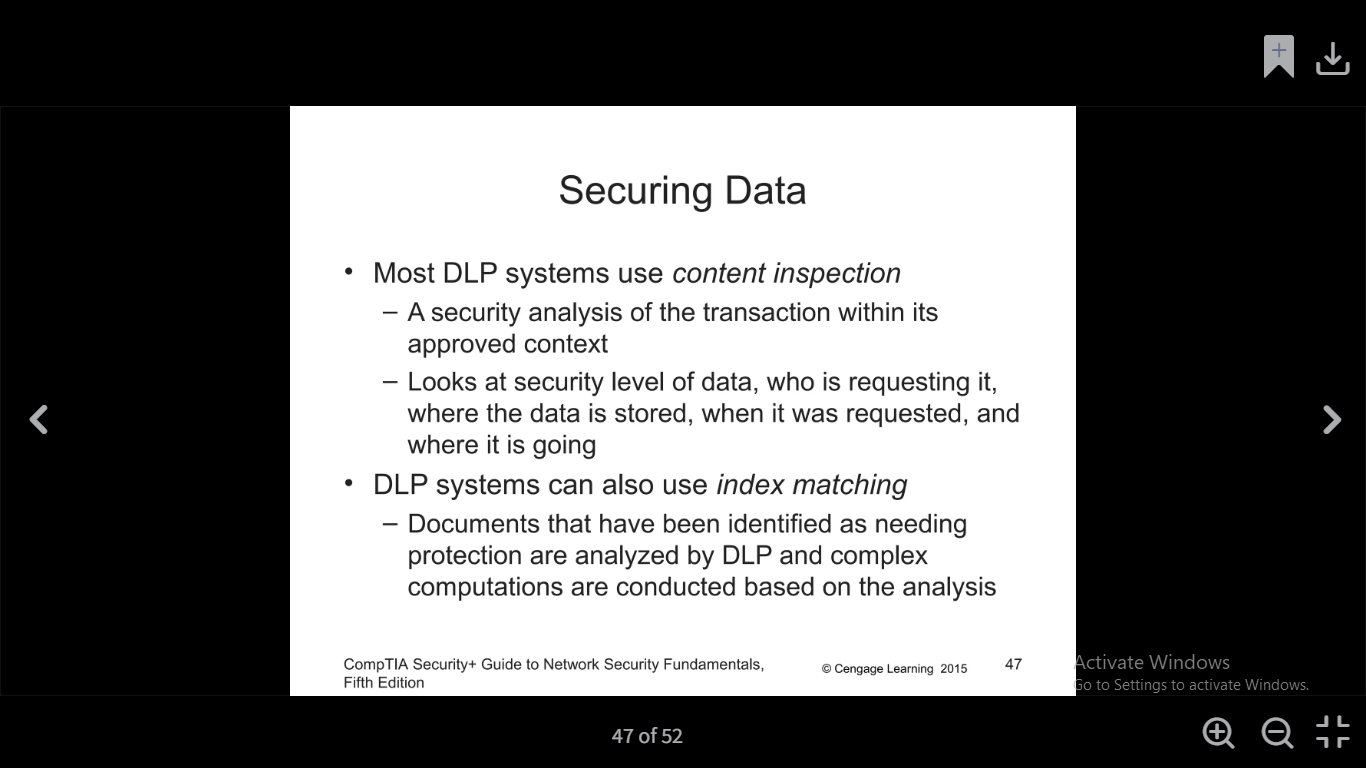 Securing Data
• Most DLP systems use content inspection
– A security analysis of the transaction within its
approved context
– Looks at security level of data, who is requesting it,
where the data is stored, when it was requested, and
where it is going
• DLP systems can also use index matching
– Documents that have been identified as needing
protection are analyzed by DLP and complex
computations are conducted based on the analysis
CompTIA Security+ Guide to Network Security Fundamentals,
Fifth Edition
© Cengage Learning 2015
47
Activate Windows
Go to Settings to activate Windows.
47 of 52